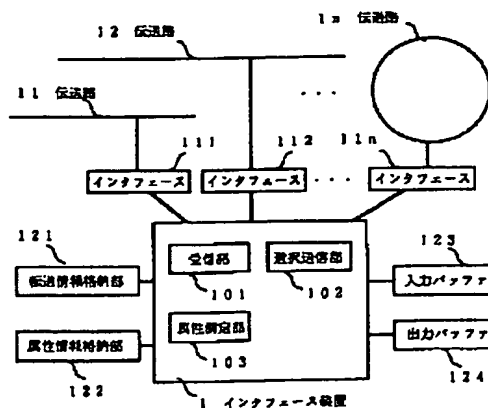 12 伝送路
1n 伝送路
11 伝送路
...
111
112
11n
インタフェース
インタフェース
...
インタフェース
121
受信部
選択送信部
123
転送情報格納部
101
102
入力バッファ
属性情報格納部
属性測定部
出力バッファ
122
103
124
1 インタフェース装置